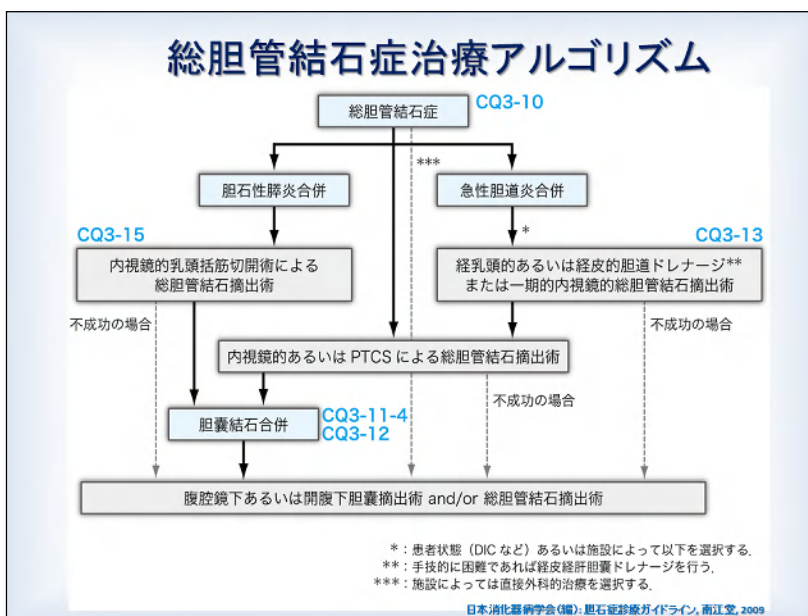 総胆管結石症治療アルゴリズム
総胆管結石症
CQ3-10
***
胆石性膵炎合併
急性胆道炎合併
*
CQ3-15
CQ3-13
内視鏡的乳頭括筋切開術による
総胆管結石摘出術
経乳頭的あるいは経皮的胆道ドレナージ**
または一期的内視鏡的総胆管結石摘出術
不成功の場合
不成功の場合
内視鏡的あるいは PTCS による総胆管結石摘出術
不成功の場合
胆嚢結石合併
CQ3-11-4
CQ3-12
腹腔鏡下あるいは開腹下胆嚢摘出術 and/or 総胆管結石摘出術
*：患者状態（DIC など）あるいは施設によって以下を選択する.
**：手技的に困難であれば経皮経肝胆嚢ドレナージを行う.
***：施設によっては直接外科的治療を選択する.
日本消化器病学会(編): 胆石症診療ガイドライン, 南江堂, 2009